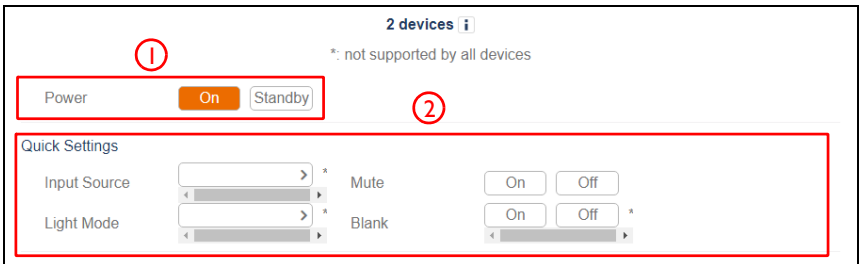 2 devices i
*: not supported by all devices
1
Power On Standby
2
Quick Settings
Input Source > * Mute On Off
Light Mode > * Blank On Off *